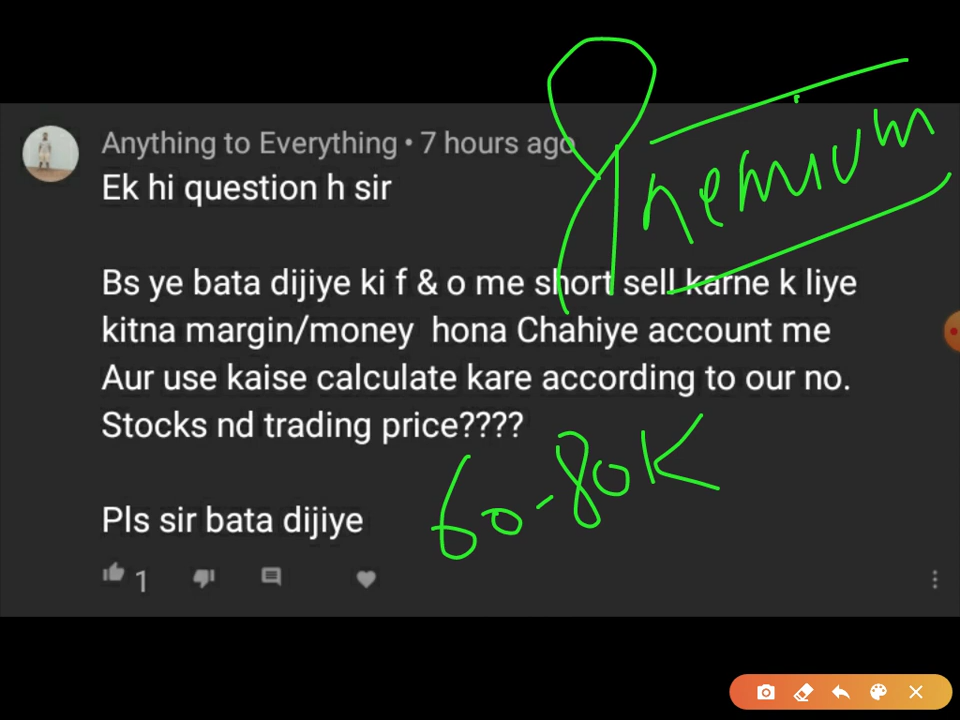 Anything to Everything • 7 hours ago
Ek hi question h sir
premium
Bs ye bata dijiye ki f & o me short sell karne k liye
kitna margin/money hona Chahiye account me
Aur use kaise calculate kare according to our no.
Stocks nd trading price????
60-80K
Pls sir bata dijiye
1